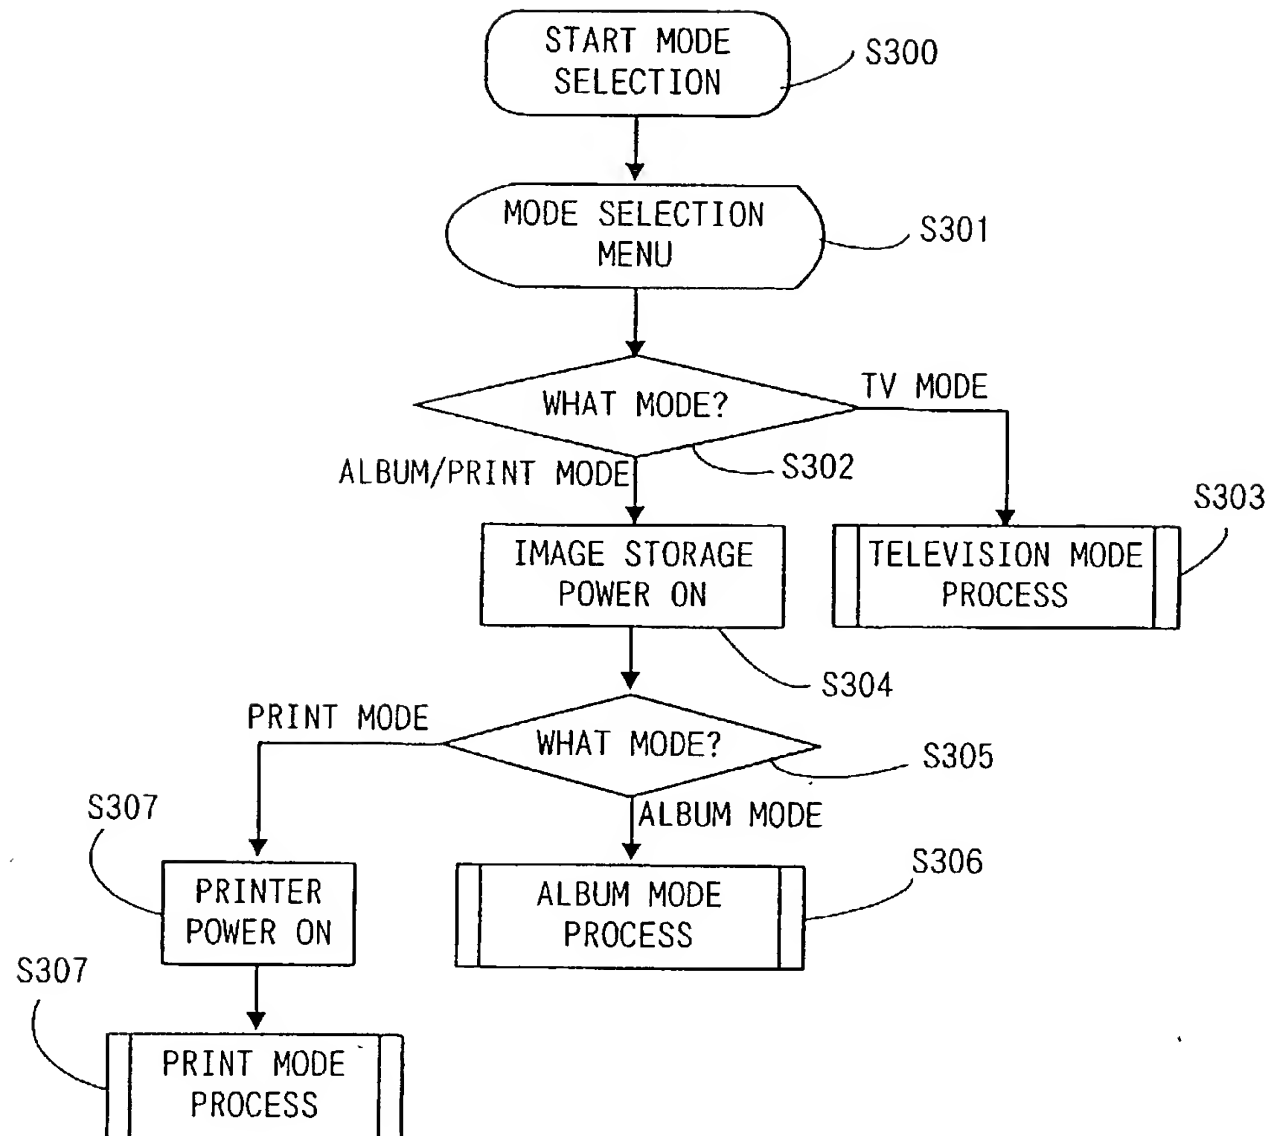 START MODE
SELECTION
S300
MODE SELECTION
MENU
S301
WHAT MODE?
TV MODE
S302
ALBUM/PRINT MODE
S303
IMAGE STORAGE
POWER ON
TELEVISION MODE
PROCESS
S304
PRINT MODE
WHAT MODE?
S305
ALBUM MODE
S307
PRINTER
POWER ON
ALBUM MODE
PROCESS
S306
S307
PRINT MODE
PROCESS